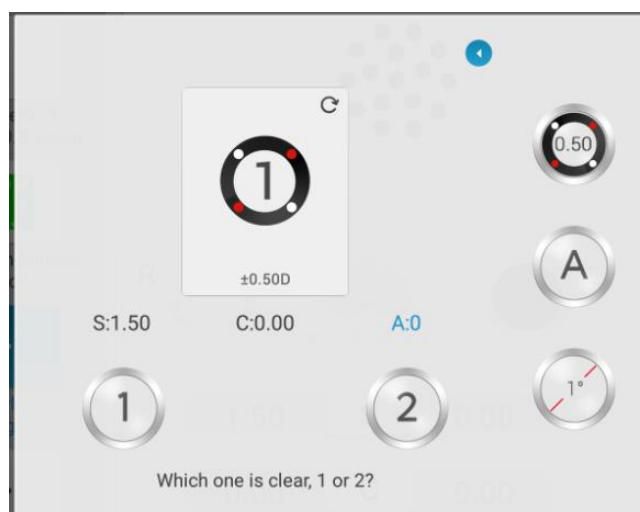 0.50
1
±0.50D
A
S:1.50 C:0.00 A:0
1 2
1°
Which one is clear, 1 or 2?